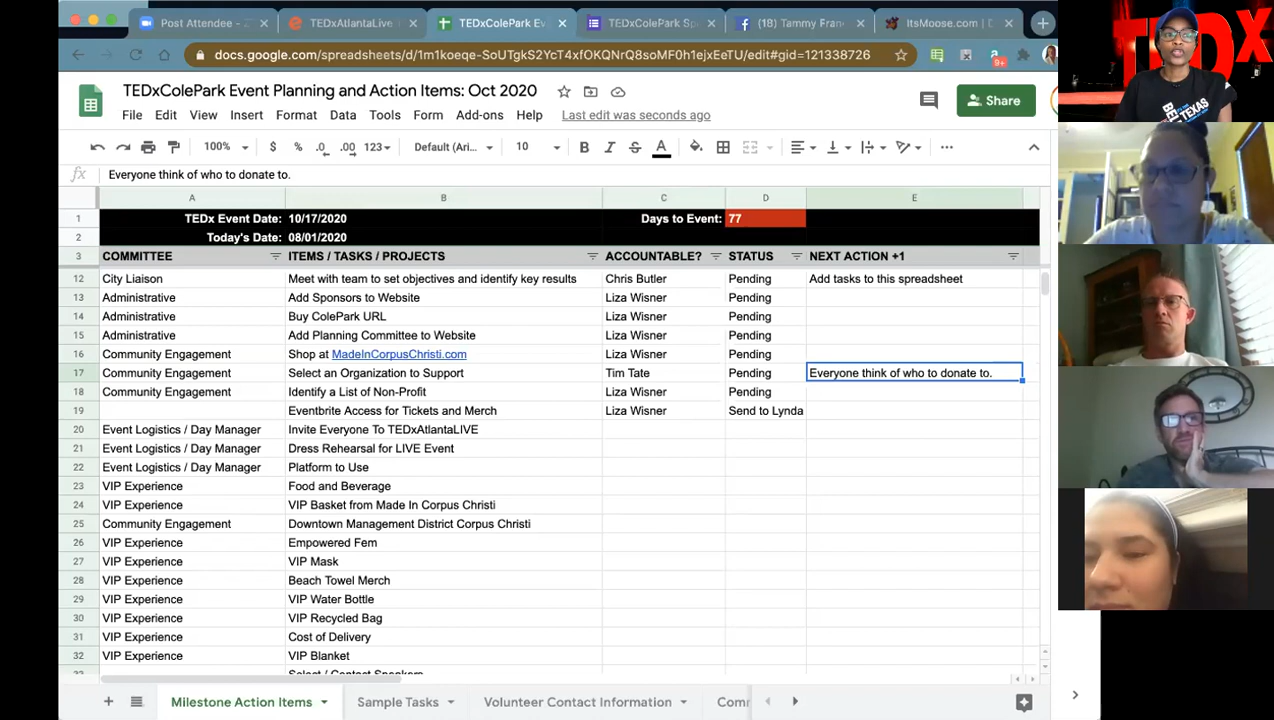 Post Attendee - Z
TEDxAtlantaLive
TEDxColePark Ev
TEDxColePark Sp
(18) Tammy Fran
ItsMoose.com | D
docs.google.com/spreadsheets/d/1m1koeqe-SoUTgkS2YcT4xfOKQNrQ8soMF0h1ejxEeTU/edit#gid=121338726
9+
TEDxColePark Event Planning and Action Items: Oct 2020
File Edit View Insert Format Data Tools Form Add-ons Help Last edit was seconds ago
Share
100% $ % .0 .00 123 Default (Ari... 10 B I S A
fx Everyone think of who to donate to.
A B C D E
1 TEDx Event Date: 10/17/2020 Days to Event: 77
2 Today's Date: 08/01/2020
3 COMMITTEE ITEMS / TASKS / PROJECTS ACCOUNTABLE? STATUS NEXT ACTION +1
12 City Liaison Meet with team to set objectives and identify key results Chris Butler Pending Add tasks to this spreadsheet
13 Administrative Add Sponsors to Website Liza Wisner Pending
14 Administrative Buy ColePark URL Liza Wisner Pending
15 Administrative Add Planning Committee to Website Liza Wisner Pending
16 Community Engagement Shop at MadeInCorpusChristi.com Liza Wisner Pending
17 Community Engagement Select an Organization to Support Tim Tate Pending Everyone think of who to donate to.
18 Community Engagement Identify a List of Non-Profit Liza Wisner Pending
19 Eventbrite Access for Tickets and Merch Liza Wisner Send to Lynda
20 Event Logistics / Day Manager Invite Everyone To TEDxAtlantaLIVE
21 Event Logistics / Day Manager Dress Rehearsal for LIVE Event
22 Event Logistics / Day Manager Platform to Use
23 VIP Experience Food and Beverage
24 VIP Experience VIP Basket from Made In Corpus Christi
25 Community Engagement Downtown Management District Corpus Christi
26 VIP Experience Empowered Fem
27 VIP Experience VIP Mask
28 VIP Experience Beach Towel Merch
29 VIP Experience VIP Water Bottle
30 VIP Experience VIP Recycled Bag
31 VIP Experience Cost of Delivery
32 VIP Experience VIP Blanket
Select / Contact Speakers
Milestone Action Items Sample Tasks Volunteer Contact Information Comm
TEDx
TEXAS